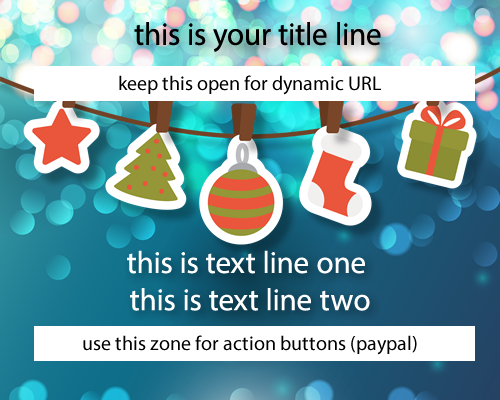 this is your title line
keep this open for dynamic URL
this is text line one
this is text line two
use this zone for action buttons (paypal)